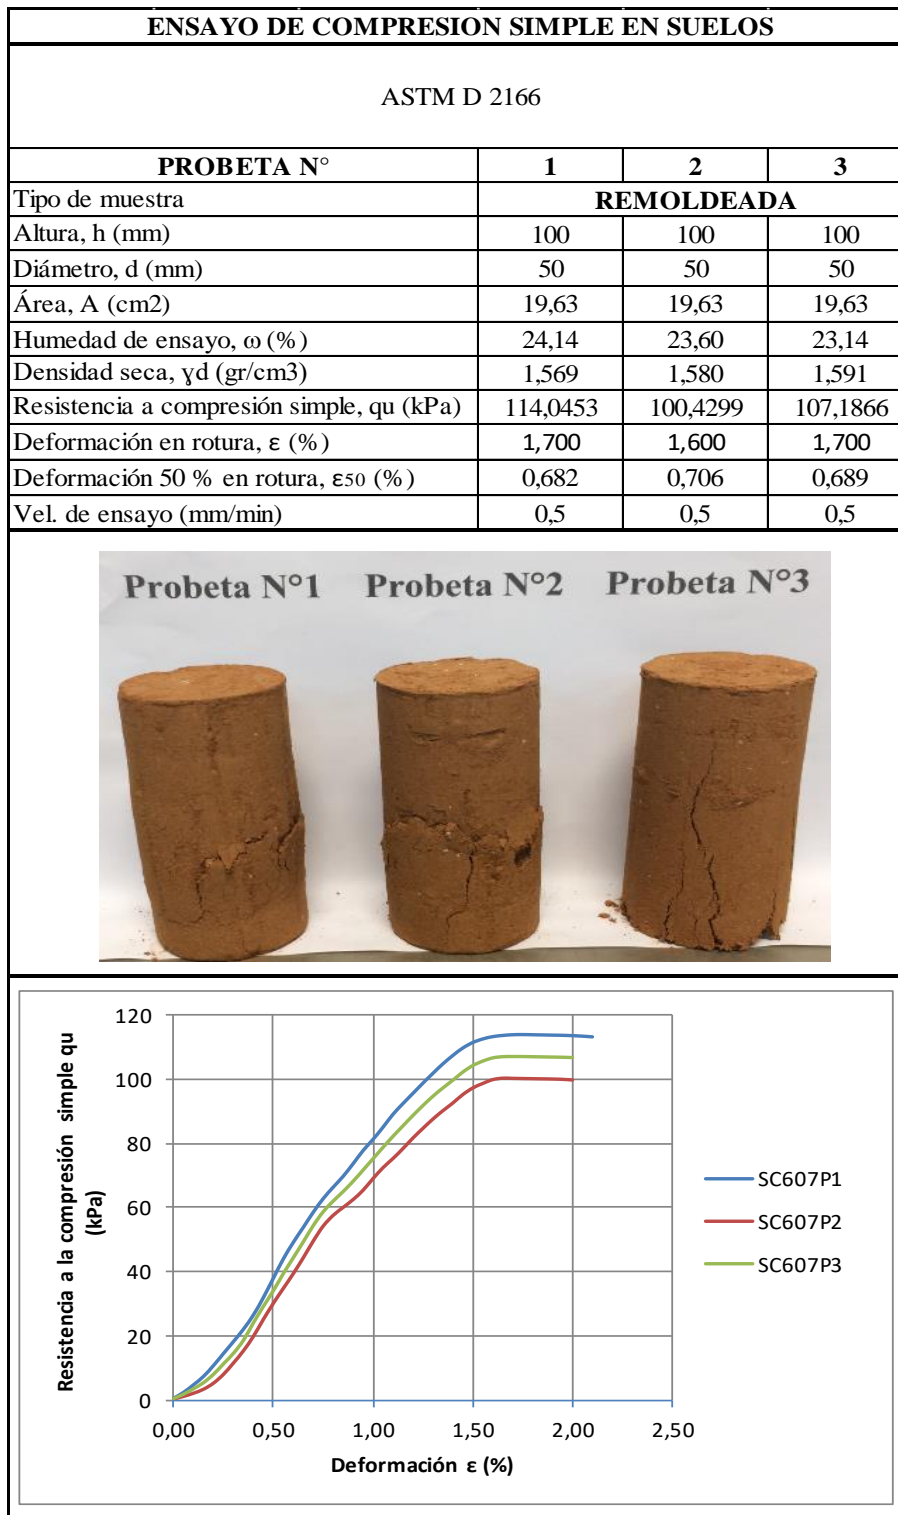 ENSAYO DE COMPRESION SIMPLE EN SUELOS
ASTM D 2166
PROBETA N° 1 2 3
Tipo de muestra REMOLDEADA
Altura, h (mm) 100 100 100
Diámetro, d (mm) 50 50 50
Área, A (cm2) 19,63 19,63 19,63
Humedad de ensayo, ω (%) 24,14 23,60 23,14
Densidad seca, γd (gr/cm3) 1,569 1,580 1,591
Resistencia a compresión simple, qu (kPa) 114,0453 100,4299 107,1866
Deformación en rotura, ε (%) 1,700 1,600 1,700
Deformación 50 % en rotura, ε50 (%) 0,682 0,706 0,689
Vel. de ensayo (mm/min) 0,5 0,5 0,5
Probeta N°1 Probeta N°2 Probeta N°3
Resistencia a la compresión simple qu
(kPa)
120
100
80
60
40
20
0
0,00 0,50 1,00 1,50 2,00 2,50
Deformación ε (%)
SC607P1
SC607P2
SC607P3